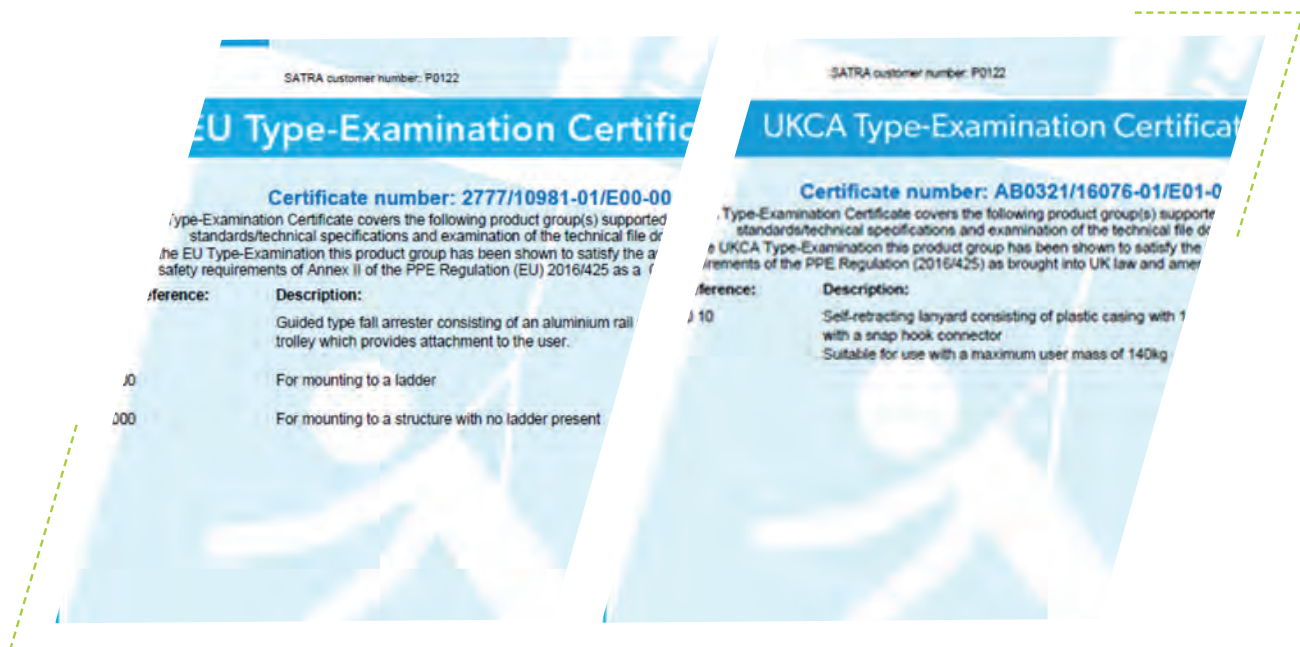 SATRA customer number: P0122
EU Type-Examination Certific
Certificate number: 2777/10981-01/E00-00
Type-Examination Certificate covers the following product group(s) supported
standards/technical specifications and examination of the technical file do
he EU Type-Examination this product group has been shown to satisfy the a
safety requirements of Annex II of the PPE Regulation (EU) 2016/425 as a
ference:
Description:
Guided type fall arrester consisting of an aluminium rail
trolley which provides attachment to the user.
For mounting to a ladder
000
For mounting to a structure with no ladder present
SATRA customer number: P0122
UKCA Type-Examination Certificat
Certificate number: AB0321/16076-01/E01-0
Type-Examination Certificate covers the following product group(s) supporte
standards/technical specifications and examination of the technical file do
e UKCA Type-Examination this product group has been shown to satisfy the
irements of the PPE Regulation (2016/425) as brought into UK law and amer
ference:
Description:
10
Self-retracting lanyard consisting of plastic casing with 1
with a snap hook connector
Suitable for use with a maximum user mass of 140kg